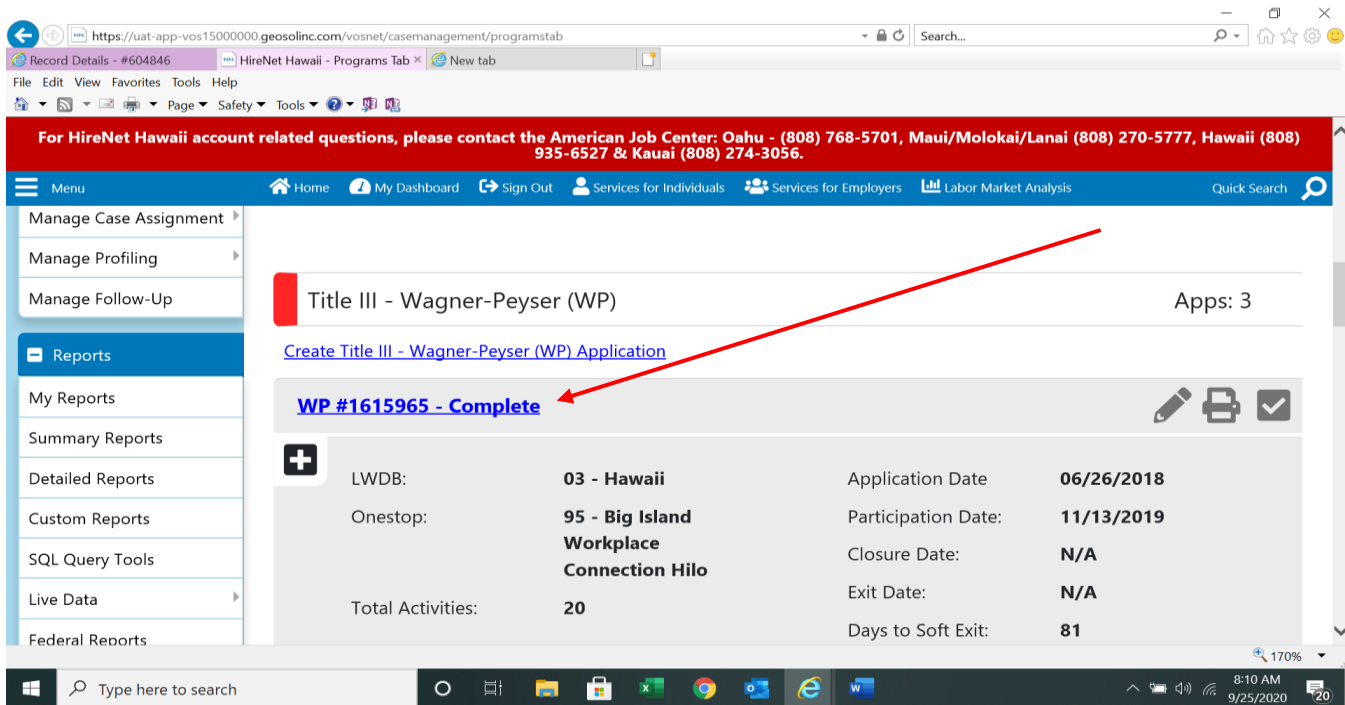 https://uat-app-vos15000000.geosolinc.com/vosnet/casemanagement/programstab
Search...
Record Details - #604846
HireNet Hawaii - Programs Tab
New tab
File Edit View Favorites Tools Help
Page Safety Tools
For HireNet Hawaii account related questions, please contact the American Job Center: Oahu - (808) 768-5701, Maui/Molokai/Lanai (808) 270-5777, Hawaii (808)
935-6527 & Kauai (808) 274-3056.
Menu
Home My Dashboard Sign Out Services for Individuals Services for Employers Labor Market Analysis Quick Search
Manage Case Assignment
Manage Profiling
Manage Follow-Up
Reports
My Reports
Summary Reports
Detailed Reports
Custom Reports
SQL Query Tools
Live Data
Federal Reports
Title III - Wagner-Peyser (WP) Apps: 3
Create Title III - Wagner-Peyser (WP) Application
WP #1615965 - Complete
LWDB: 03 - Hawaii
Onestop: 95 - Big Island
Workplace
Connection Hilo
Total Activities: 20
Application Date 06/26/2018
Participation Date: 11/13/2019
Closure Date: N/A
Exit Date: N/A
Days to Soft Exit: 81
170%
Type here to search
8:10 AM
9/25/2020
20